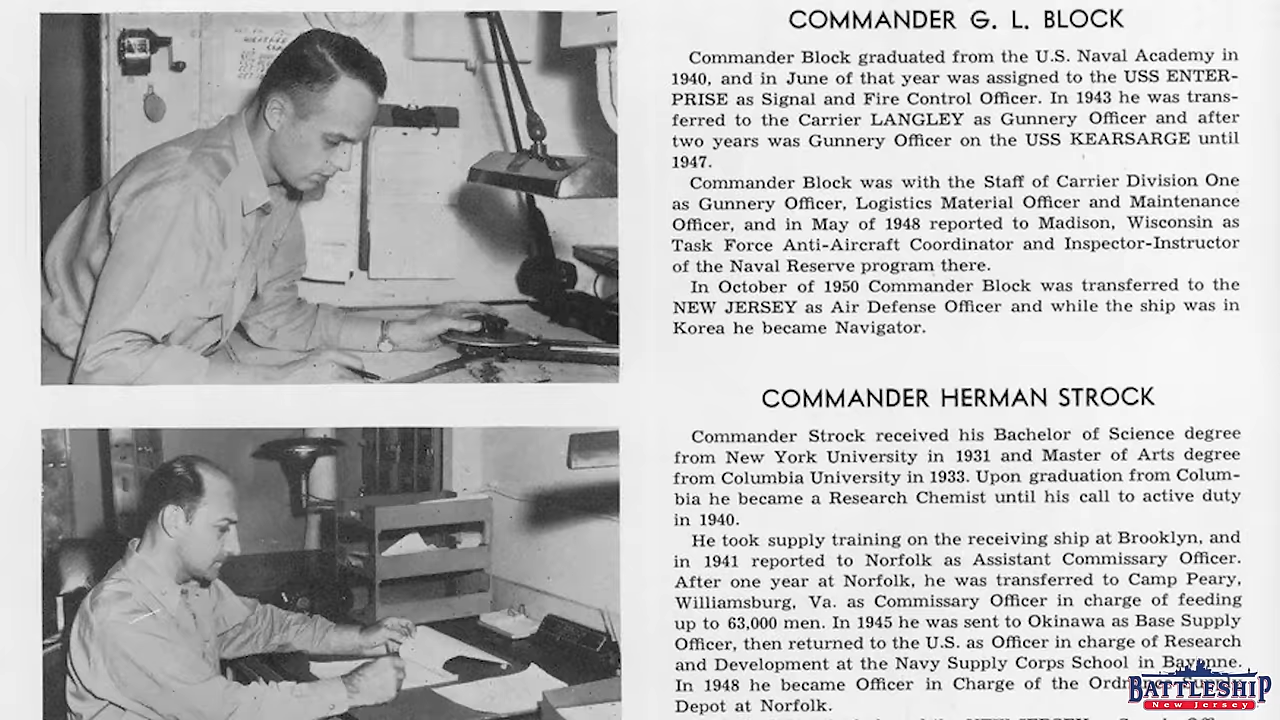 COMMANDER G. L. BLOCK
Commander Block graduated from the U.S. Naval Academy in
1940, and in June of that year was assigned to the USS ENTER-
PRISE as Signal and Fire Control Officer. In 1943 he was trans-
ferred to the Carrier LANGLEY as Gunnery Officer and after
two years was Gunnery Officer on the USS KEARSARGE until
1947.
Commander Block was with the Staff of Carrier Division One
as Gunnery Officer, Logistics Material Officer and Maintenance
Officer, and in May of 1948 reported to Madison, Wisconsin as
Task Force Anti-Aircraft Coordinator and Inspector-Instructor
of the Naval Reserve program there.
In October of 1950 Commander Block was transferred to the
NEW JERSEY as Air Defense Officer and while the ship was in
Korea he became Navigator.
COMMANDER HERMAN STROCK
Commander Strock received his Bachelor of Science degree
from New York University in 1931 and Master of Arts degree
from Columbia University in 1933. Upon graduation from Colum-
bia he became a Research Chemist until his call to active duty
in 1940.
He took supply training on the receiving ship at Brooklyn, and
in 1941 reported to Norfolk as Assistant Commissary Officer.
After one year at Norfolk, he was transferred to Camp Peary,
Williamsburg, Va. as Commissary Officer in charge of feeding
up to 63,000 men. In 1945 he was sent to Okinawa as Base Supply
Officer, then returned to the U.S. as Officer in charge of Research
and Development at the Navy Supply Corps School in Bayonne.
In 1948 he became Officer in Charge of the Ordnance Supply
Depot at Norfolk.
BATTLESHIP
New Jersey